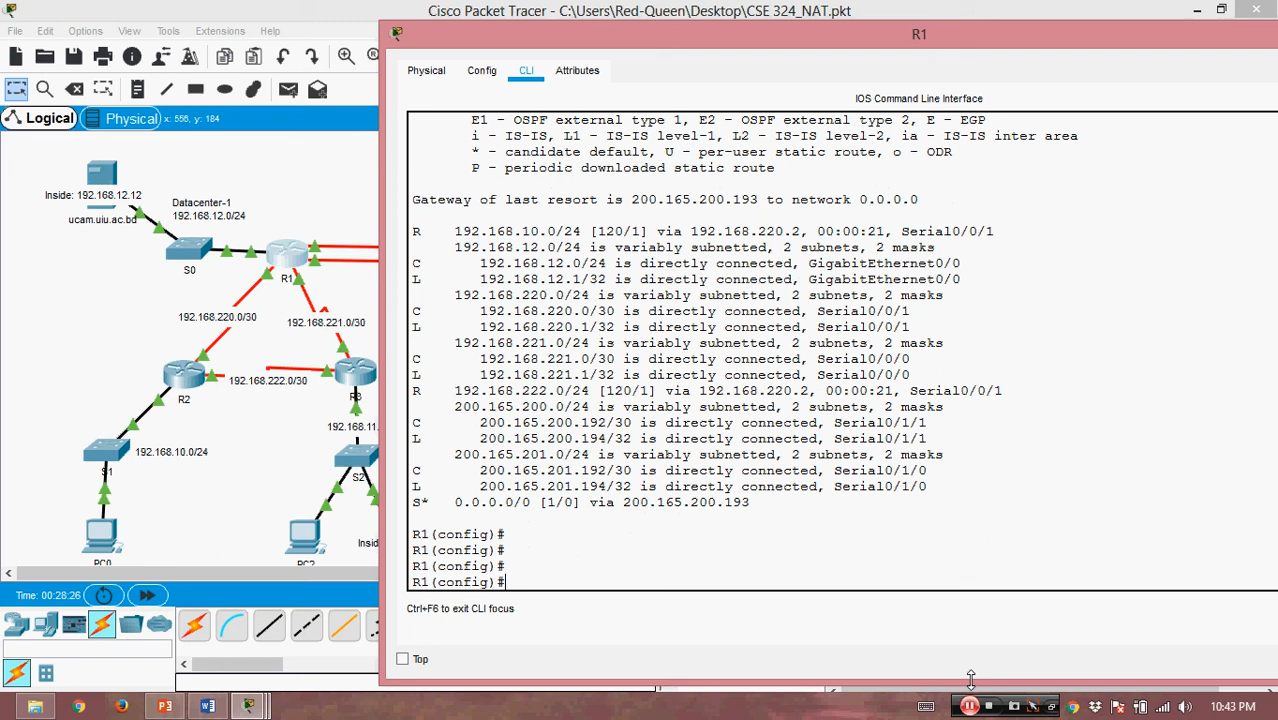 Cisco Packet Tracer - C:\Users\Red-Queen\Desktop\CSE 324_NAT.pkt
File Edit Options View Tools Extensions Help
Logical
Physical x: 556, y: 184
Inside: 192.168.12.12
ucam.uiu.ac.bd
Datacenter-1
192.168.12.0/24
S0
R1
192.168.220.0/30
192.168.221.0/30
R2
192.168.222.0/30
R3
192.168.11.
S1
192.168.10.0/24
S2
PC0
PC2
Insid
Time: 00:28:26
R1
Physical Config CLI Attributes
IOS Command Line Interface
E1 - OSPF external type 1, E2 - OSPF external type 2, E - EGP
i - IS-IS, L1 - IS-IS level-1, L2 - IS-IS level-2, ia - IS-IS inter area
* - candidate default, U - per-user static route, o - ODR
P - periodic downloaded static route
Gateway of last resort is 200.165.200.193 to network 0.0.0.0
R 192.168.10.0/24 [120/1] via 192.168.220.2, 00:00:21, Serial0/0/1
192.168.12.0/24 is variably subnetted, 2 subnets, 2 masks
C 192.168.12.0/24 is directly connected, GigabitEthernet0/0
L 192.168.12.1/32 is directly connected, GigabitEthernet0/0
192.168.220.0/24 is variably subnetted, 2 subnets, 2 masks
C 192.168.220.0/30 is directly connected, Serial0/0/1
L 192.168.220.1/32 is directly connected, Serial0/0/1
192.168.221.0/24 is variably subnetted, 2 subnets, 2 masks
C 192.168.221.0/30 is directly connected, Serial0/0/0
L 192.168.221.1/32 is directly connected, Serial0/0/0
R 192.168.222.0/24 [120/1] via 192.168.220.2, 00:00:21, Serial0/0/1
200.165.200.0/24 is variably subnetted, 2 subnets, 2 masks
C 200.165.200.192/30 is directly connected, Serial0/1/1
L 200.165.200.194/32 is directly connected, Serial0/1/1
200.165.201.0/24 is variably subnetted, 2 subnets, 2 masks
C 200.165.201.192/30 is directly connected, Serial0/1/0
L 200.165.201.194/32 is directly connected, Serial0/1/0
S* 0.0.0.0/0 [1/0] via 200.165.200.193
R1(config)#
R1(config)#
R1(config)#
R1(config)#
Ctrl+F6 to exit CLI focus
Top
10:43 PM